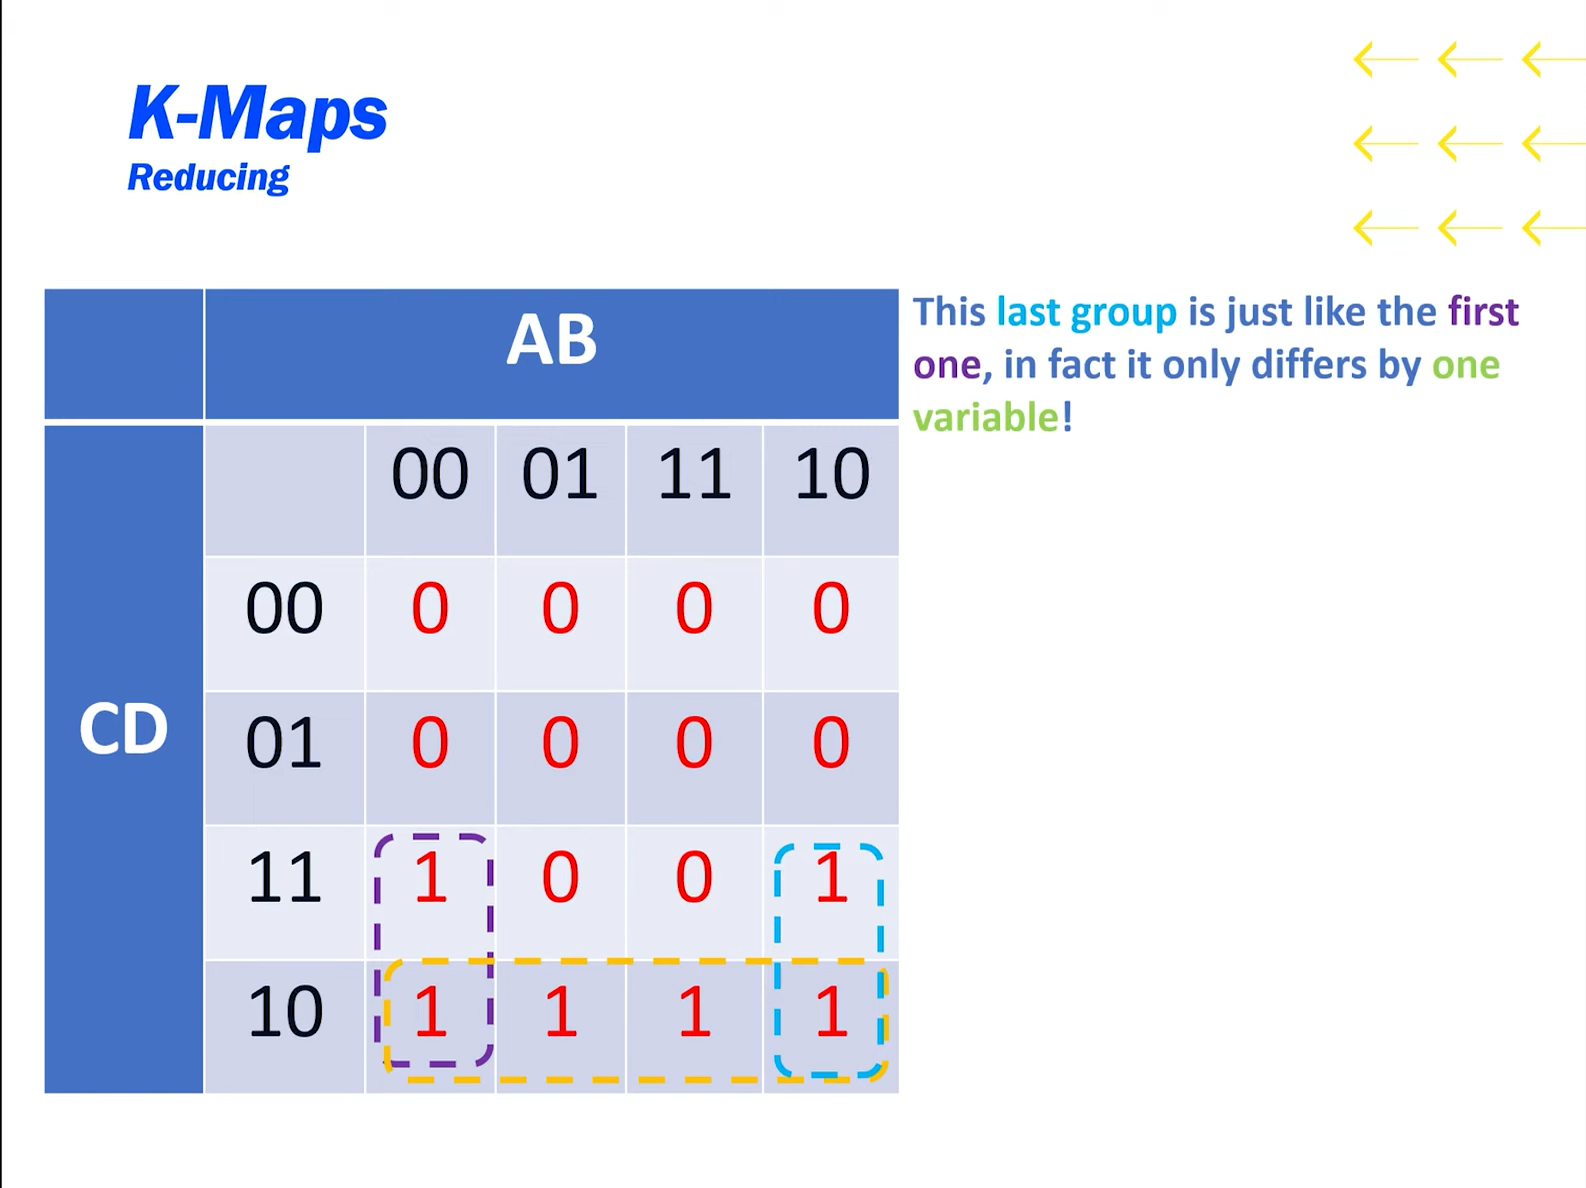 K-Maps
Reducing
AB
This last group is just like the first
one, in fact it only differs by one
variable!
CD
00 01 11 10
00 0 0 0 0
01 0 0 0 0
11 1 0 0 1
10 1 1 1 1